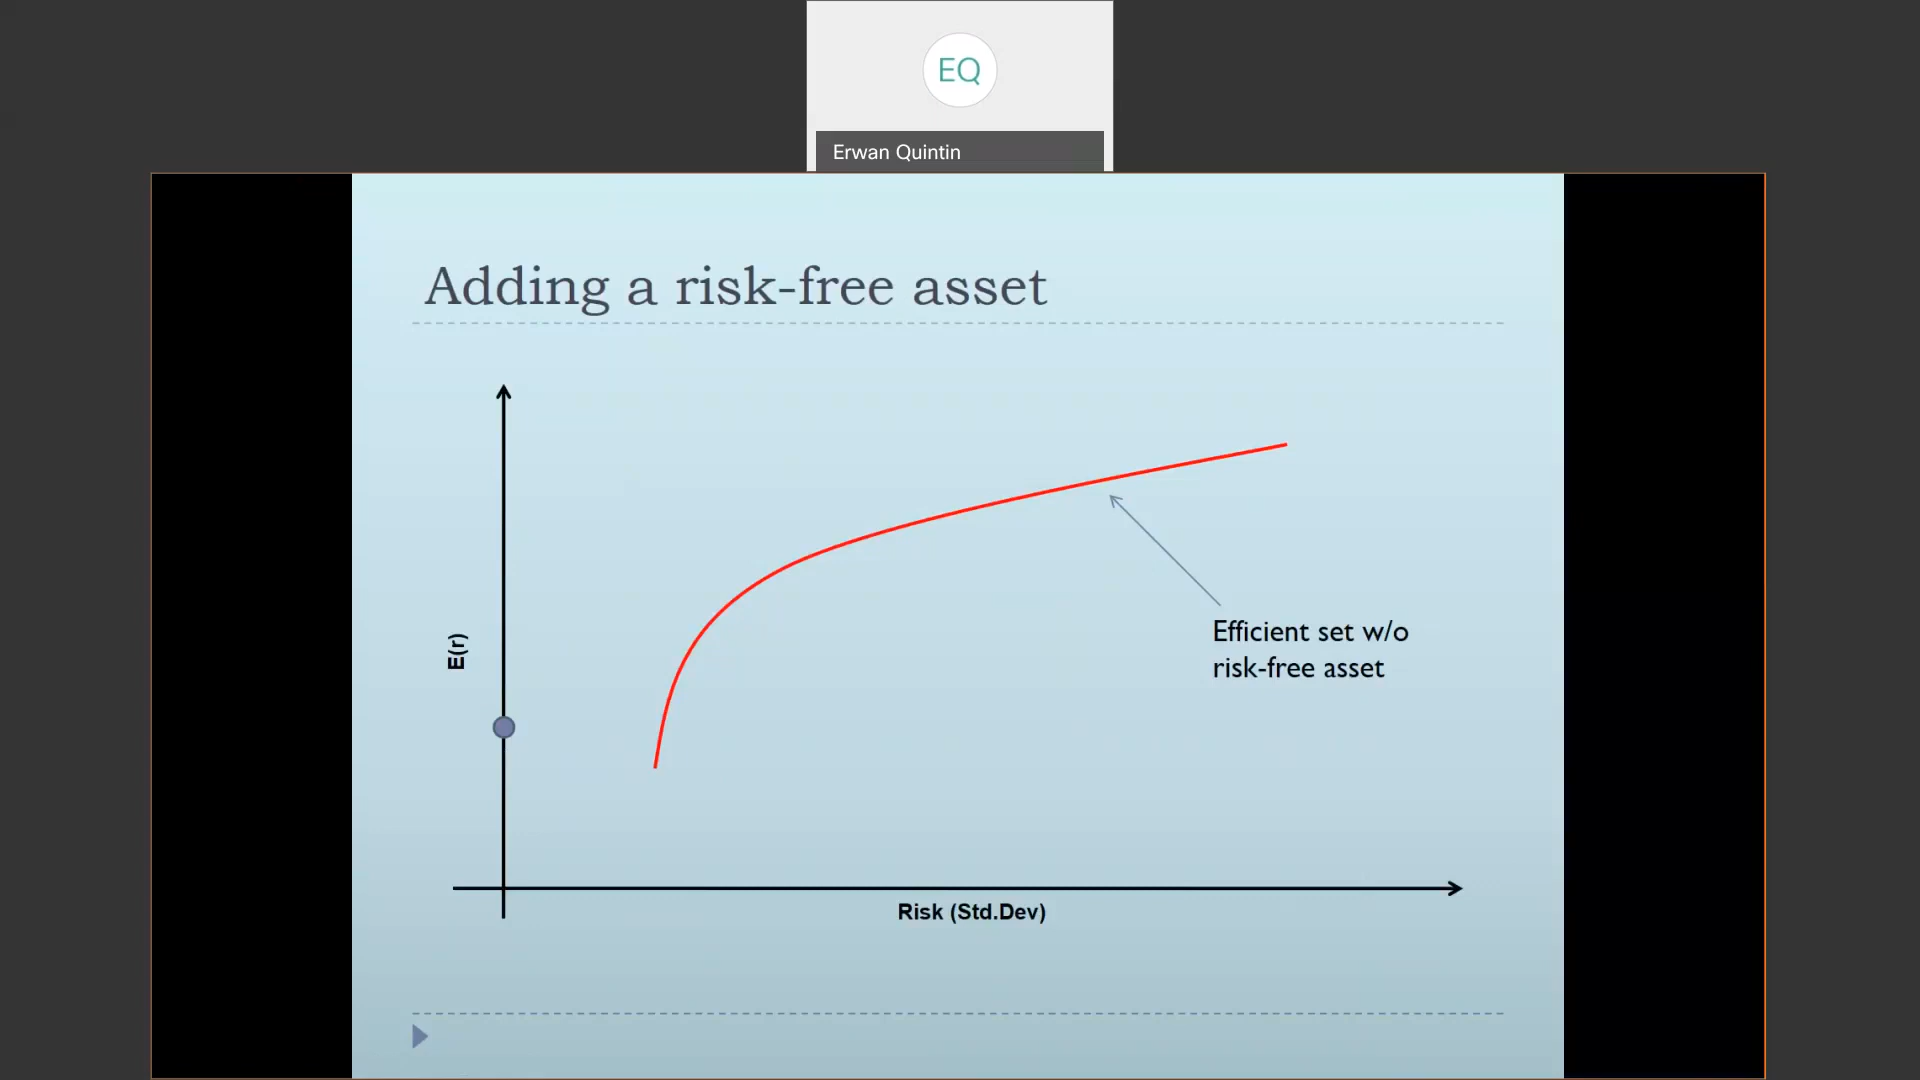 EQ
Erwan Quintin
Adding a risk-free asset
E(r)
Efficient set w/o
risk-free asset
Risk (Std.Dev)